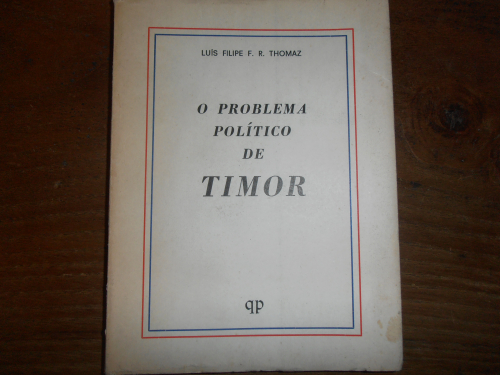 LUÍS FILIPE F. R. THOMAZ
O PROBLEMA
POLÍTICO
DE
TIMOR
qp